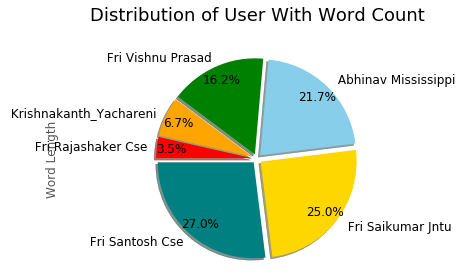 Distribution of User With Word Count
Fri Vishnu Prasad
16.2%
Abhinav Mississippi
21.7%
Krishnakanth_Yachareni
6.7%
Fri Rajashaker Cse
3.5%
Word Length
27.0%
Fri Santosh Cse
25.0%
Fri Saikumar Jntu